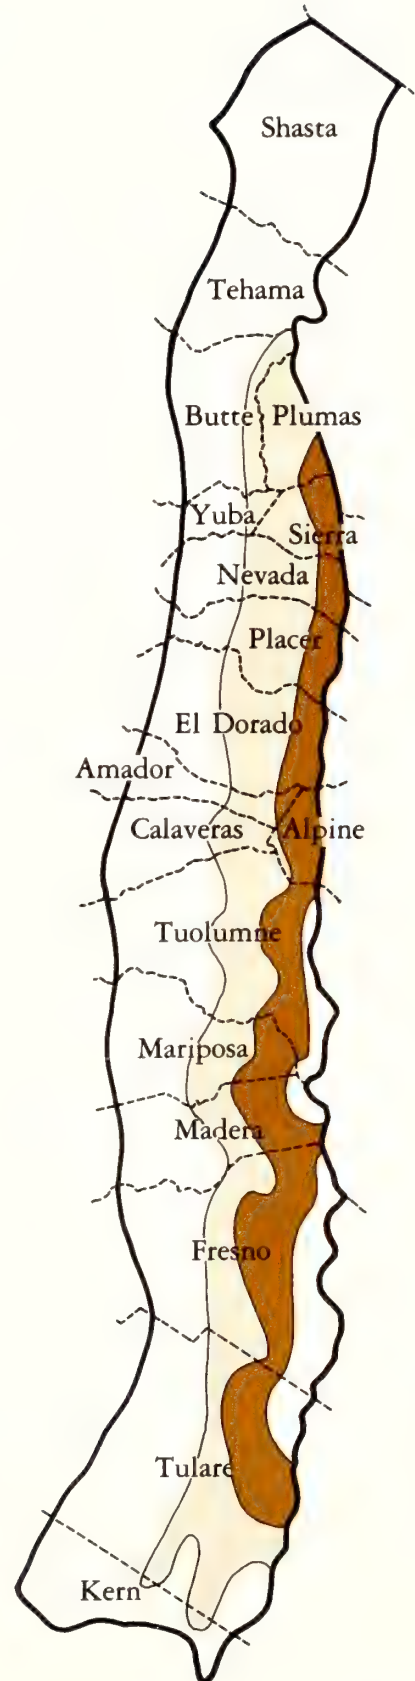 Shasta
Tehama
Butte
Plumas
Yuba
Sierra
Nevada
Placer
El Dorado
Amador
Calaveras
Alpine
Tuolumne
Mariposa
Madera
Fresno
Tulare
Kern